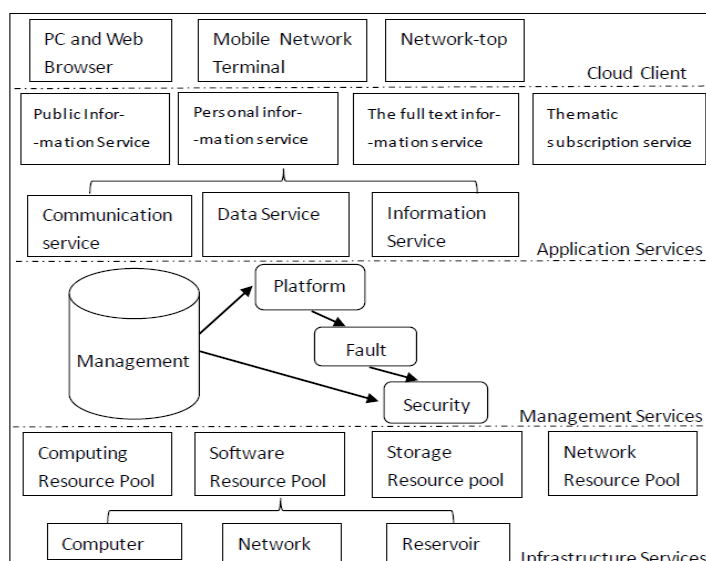 PC and Web
Browser
Mobile Network
Terminal
Network-top
Cloud Client
Public Infor-
-mation Service
Personal infor-
-mation service
The full text infor-
-mation service
Thematic
subscription service
Communication
service
Data Service
Information
Service
Application Services
Management
Platform
Fault
Security
Management Services
Computing
Resource Pool
Software
Resource Pool
Storage
Resource pool
Network
Resource Pool
Computer
Network
Reservoir
Infrastructure Services